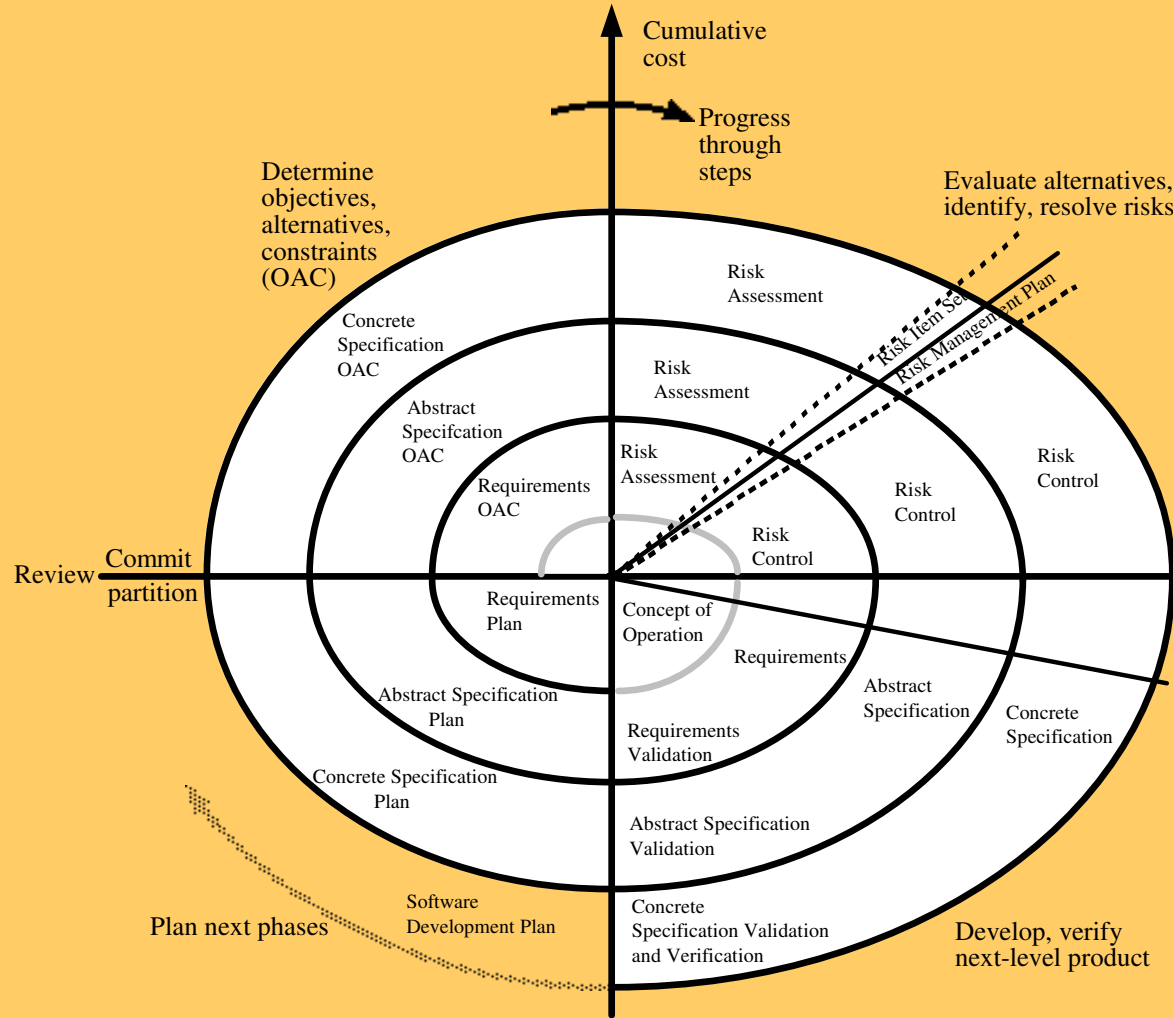 Cumulative
cost
Progress
through
steps
Determine
objectives,
alternatives,
constraints
(OAC)
Evaluate alternatives,
identify, resolve risks
Risk
Assessment
Risk Item Set
Risk Management Plan
Concrete
Specification
OAC
Risk
Assessment
Abstract
Specifcation
OAC
Risk
Assessment
Requirements
OAC
Risk
Control
Risk
Control
Risk
Control
Review
Commit
partition
Requirements
Plan
Concept of
Operation
Requirements
Abstract Specification
Plan
Abstract
Specification
Concrete
Specification
Requirements
Validation
Concrete Specification
Plan
Abstract Specification
Validation
Plan next phases
Software
Development Plan
Concrete
Specification Validation
and Verification
Develop, verify
next-level product